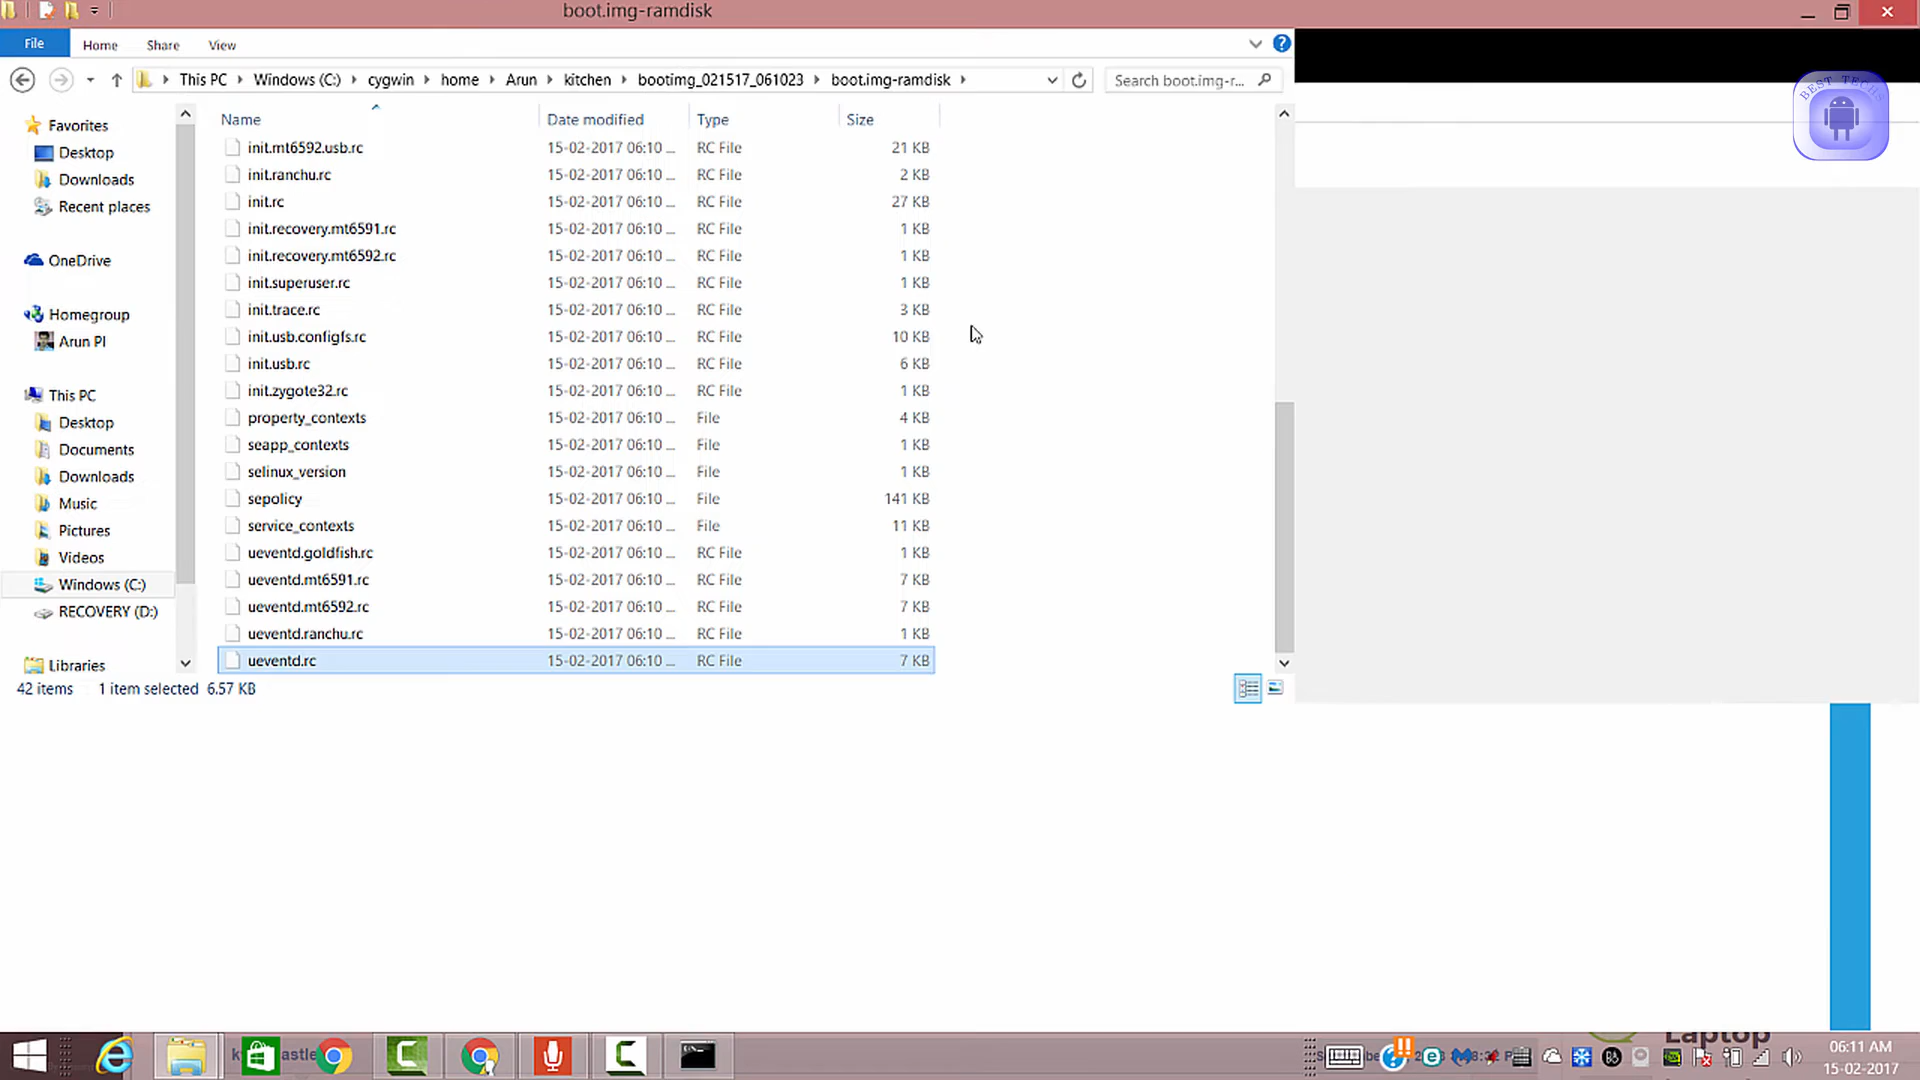 boot.img-ramdisk
File Home Share View
This PC Windows (C:) cygwin home Arun kitchen bootimg_021517_061023 boot.img-ramdisk Search boot.img-r...
BEST TECHS
Name Date modified Type Size
Favorites
Desktop
Downloads
Recent places
OneDrive
Homegroup
Arun Pl
This PC
Desktop
Documents
Downloads
Music
Pictures
Videos
Windows (C:)
RECOVERY (D:)
Libraries
init.mt6592.usb.rc 15-02-2017 06:10 ... RC File 21 KB
init.ranchu.rc 15-02-2017 06:10 ... RC File 2 KB
init.rc 15-02-2017 06:10 ... RC File 27 KB
init.recovery.mt6591.rc 15-02-2017 06:10 ... RC File 1 KB
init.recovery.mt6592.rc 15-02-2017 06:10 ... RC File 1 KB
init.superuser.rc 15-02-2017 06:10 ... RC File 1 KB
init.trace.rc 15-02-2017 06:10 ... RC File 3 KB
init.usb.configfs.rc 15-02-2017 06:10 ... RC File 10 KB
init.usb.rc 15-02-2017 06:10 ... RC File 6 KB
init.zygote32.rc 15-02-2017 06:10 ... RC File 1 KB
property_contexts 15-02-2017 06:10 ... File 4 KB
seapp_contexts 15-02-2017 06:10 ... File 1 KB
selinux_version 15-02-2017 06:10 ... File 1 KB
sepolicy 15-02-2017 06:10 ... File 141 KB
service_contexts 15-02-2017 06:10 ... File 11 KB
ueventd.goldfish.rc 15-02-2017 06:10 ... RC File 1 KB
ueventd.mt6591.rc 15-02-2017 06:10 ... RC File 7 KB
ueventd.mt6592.rc 15-02-2017 06:10 ... RC File 7 KB
ueventd.ranchu.rc 15-02-2017 06:10 ... RC File 1 KB
ueventd.rc 15-02-2017 06:10 ... RC File 7 KB
42 items 1 item selected 6.57 KB
Laptop
06:11 AM
15-02-2017